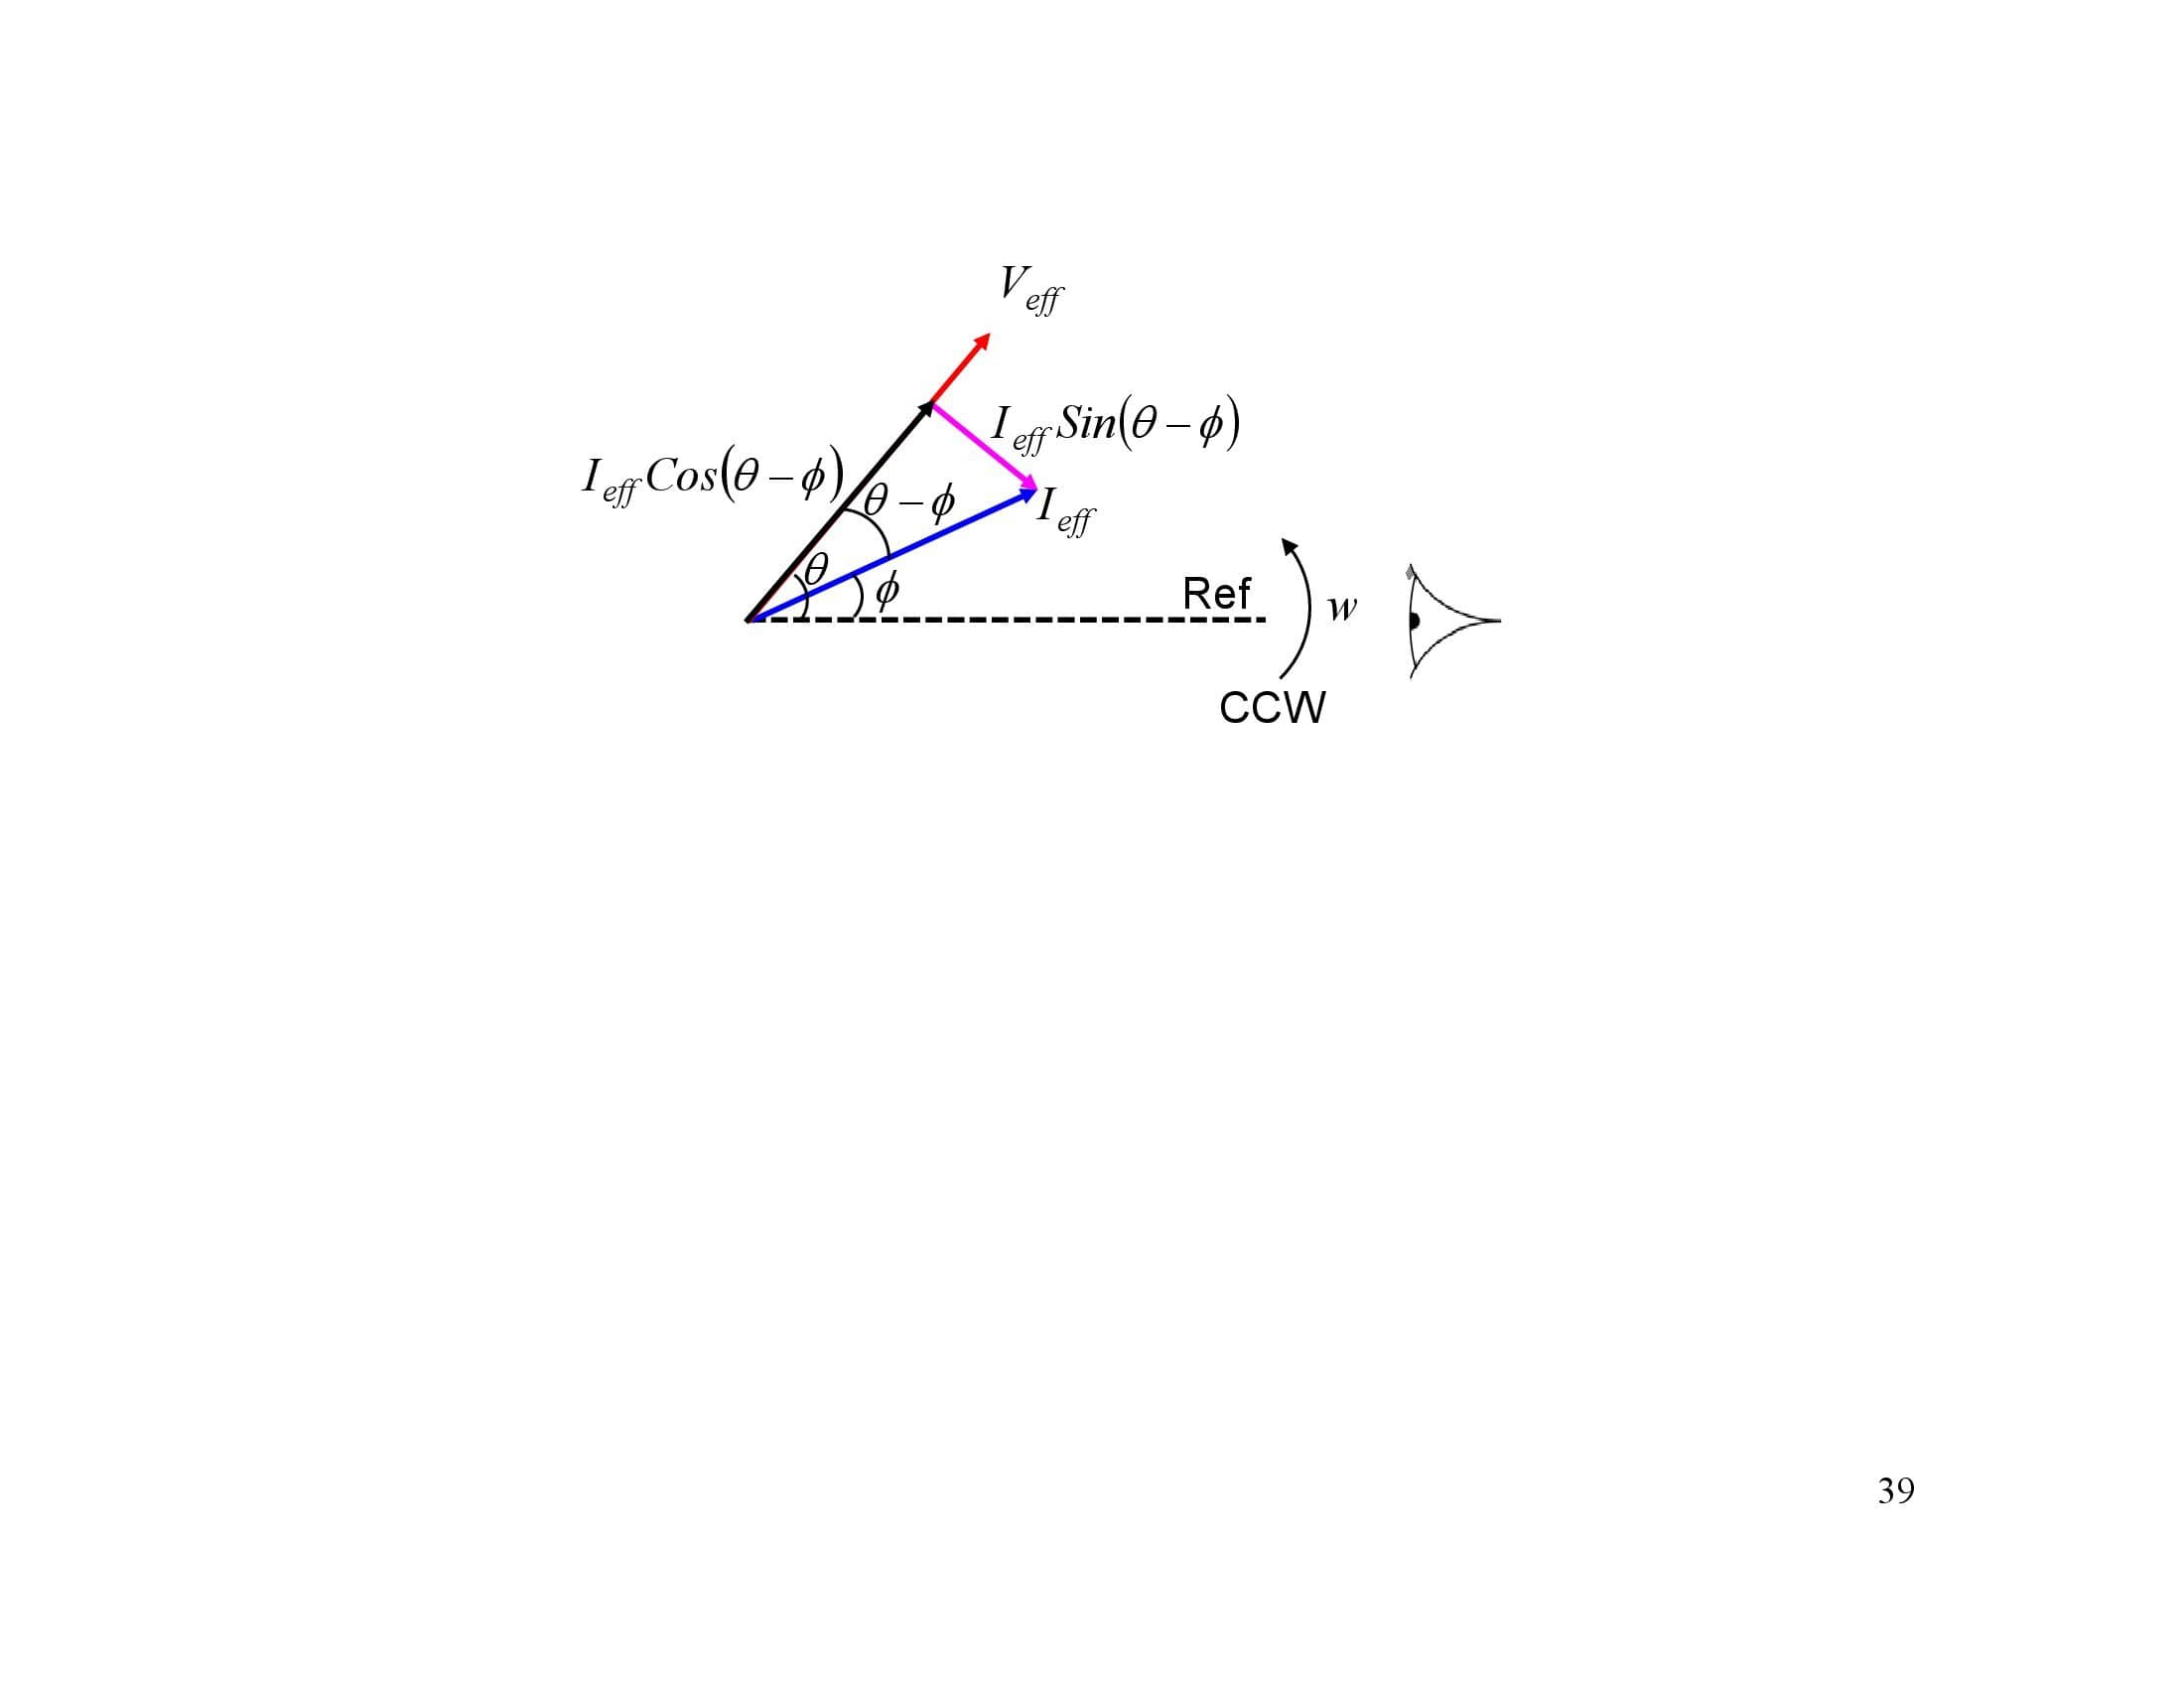 V_eff
I_eff Sin(θ − ϕ)
I_eff Cos(θ − ϕ)
θ − ϕ
I_eff
θ
ϕ
Ref
w
CCW
39